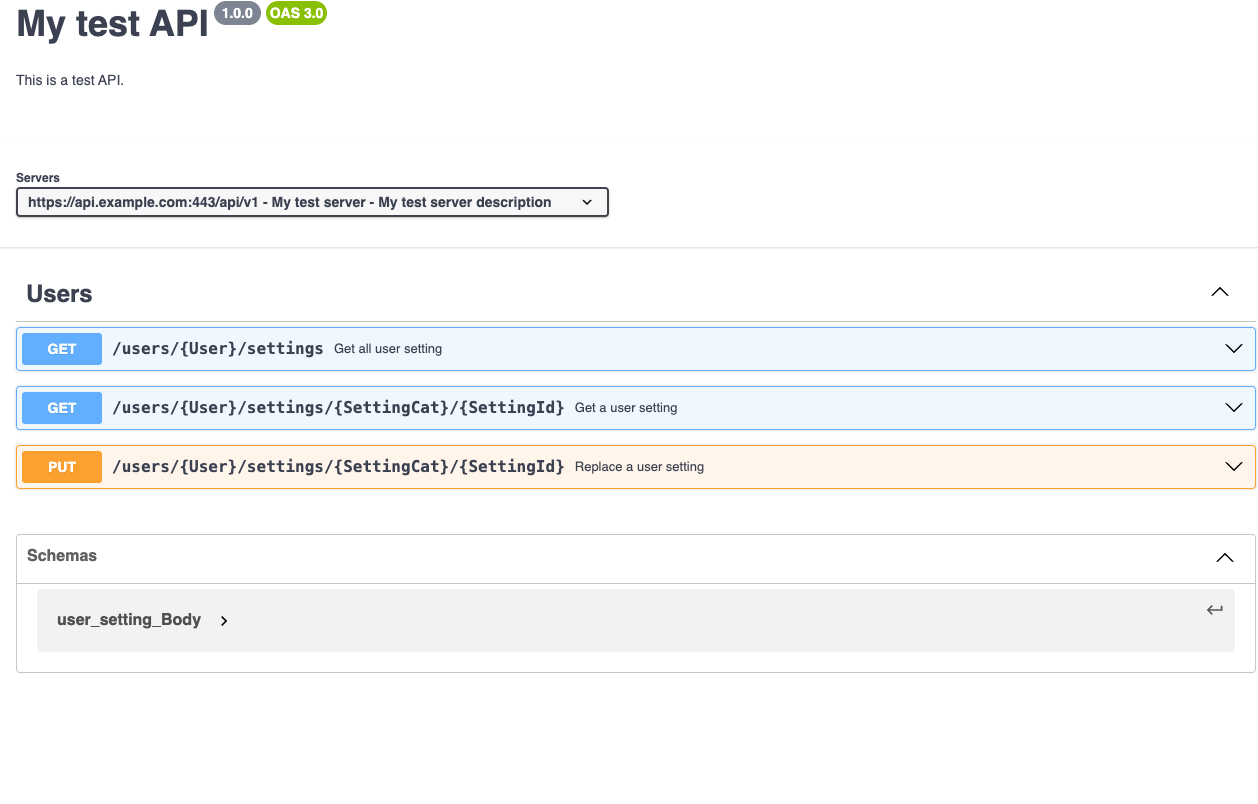 My test API 1.0.0 OAS 3.0
This is a test API.
Servers
https://api.example.com:443/api/v1 - My test server - My test server description
Users
GET /users/{User}/settings Get all user setting
GET /users/{User}/settings/{SettingCat}/{SettingId} Get a user setting
PUT /users/{User}/settings/{SettingCat}/{SettingId} Replace a user setting
Schemas
user_setting_Body